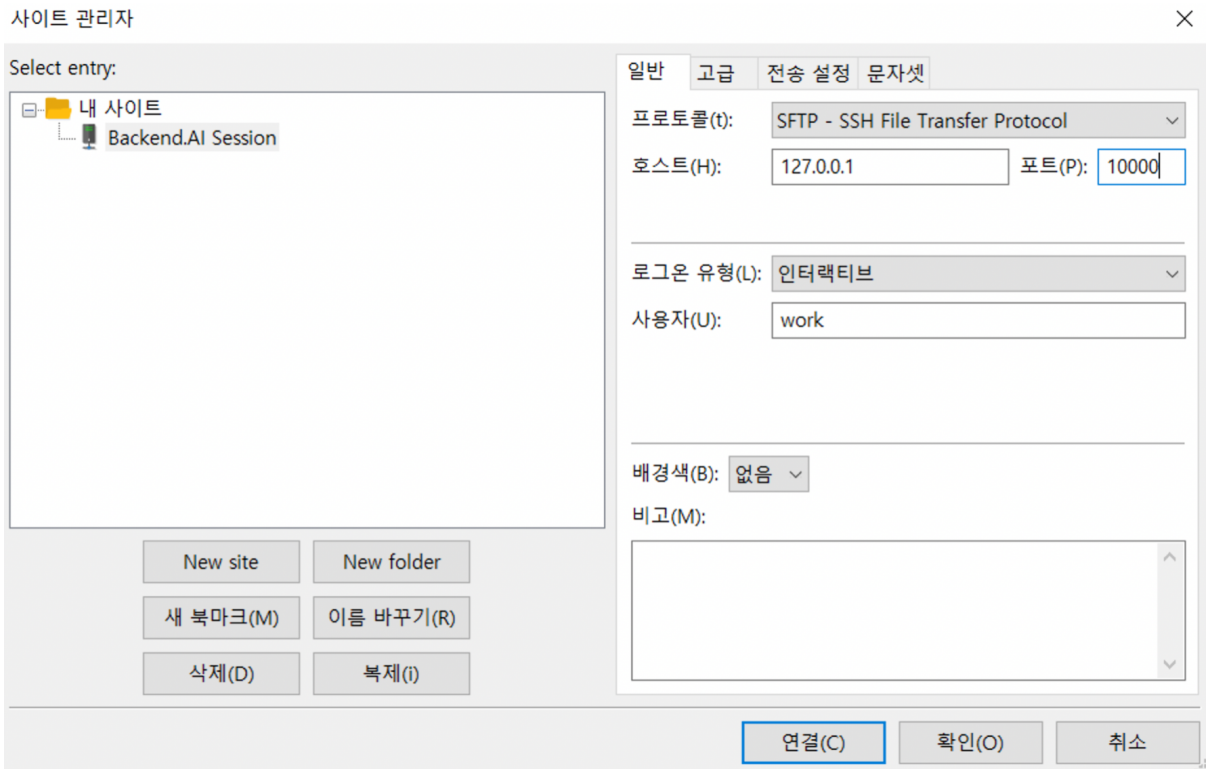 사이트 관리자
Select entry:
내 사이트
Backend.AI Session
New site
New folder
새 북마크(M)
이름 바꾸기(R)
삭제(D)
복제(i)
일반
고급
전송 설정
문자셋
프로토콜(t):
SFTP - SSH File Transfer Protocol
호스트(H):
127.0.0.1
포트(P):
10000
로그온 유형(L):
인터랙티브
사용자(U):
work
배경색(B):
없음
비고(M):
연결(C)
확인(O)
취소